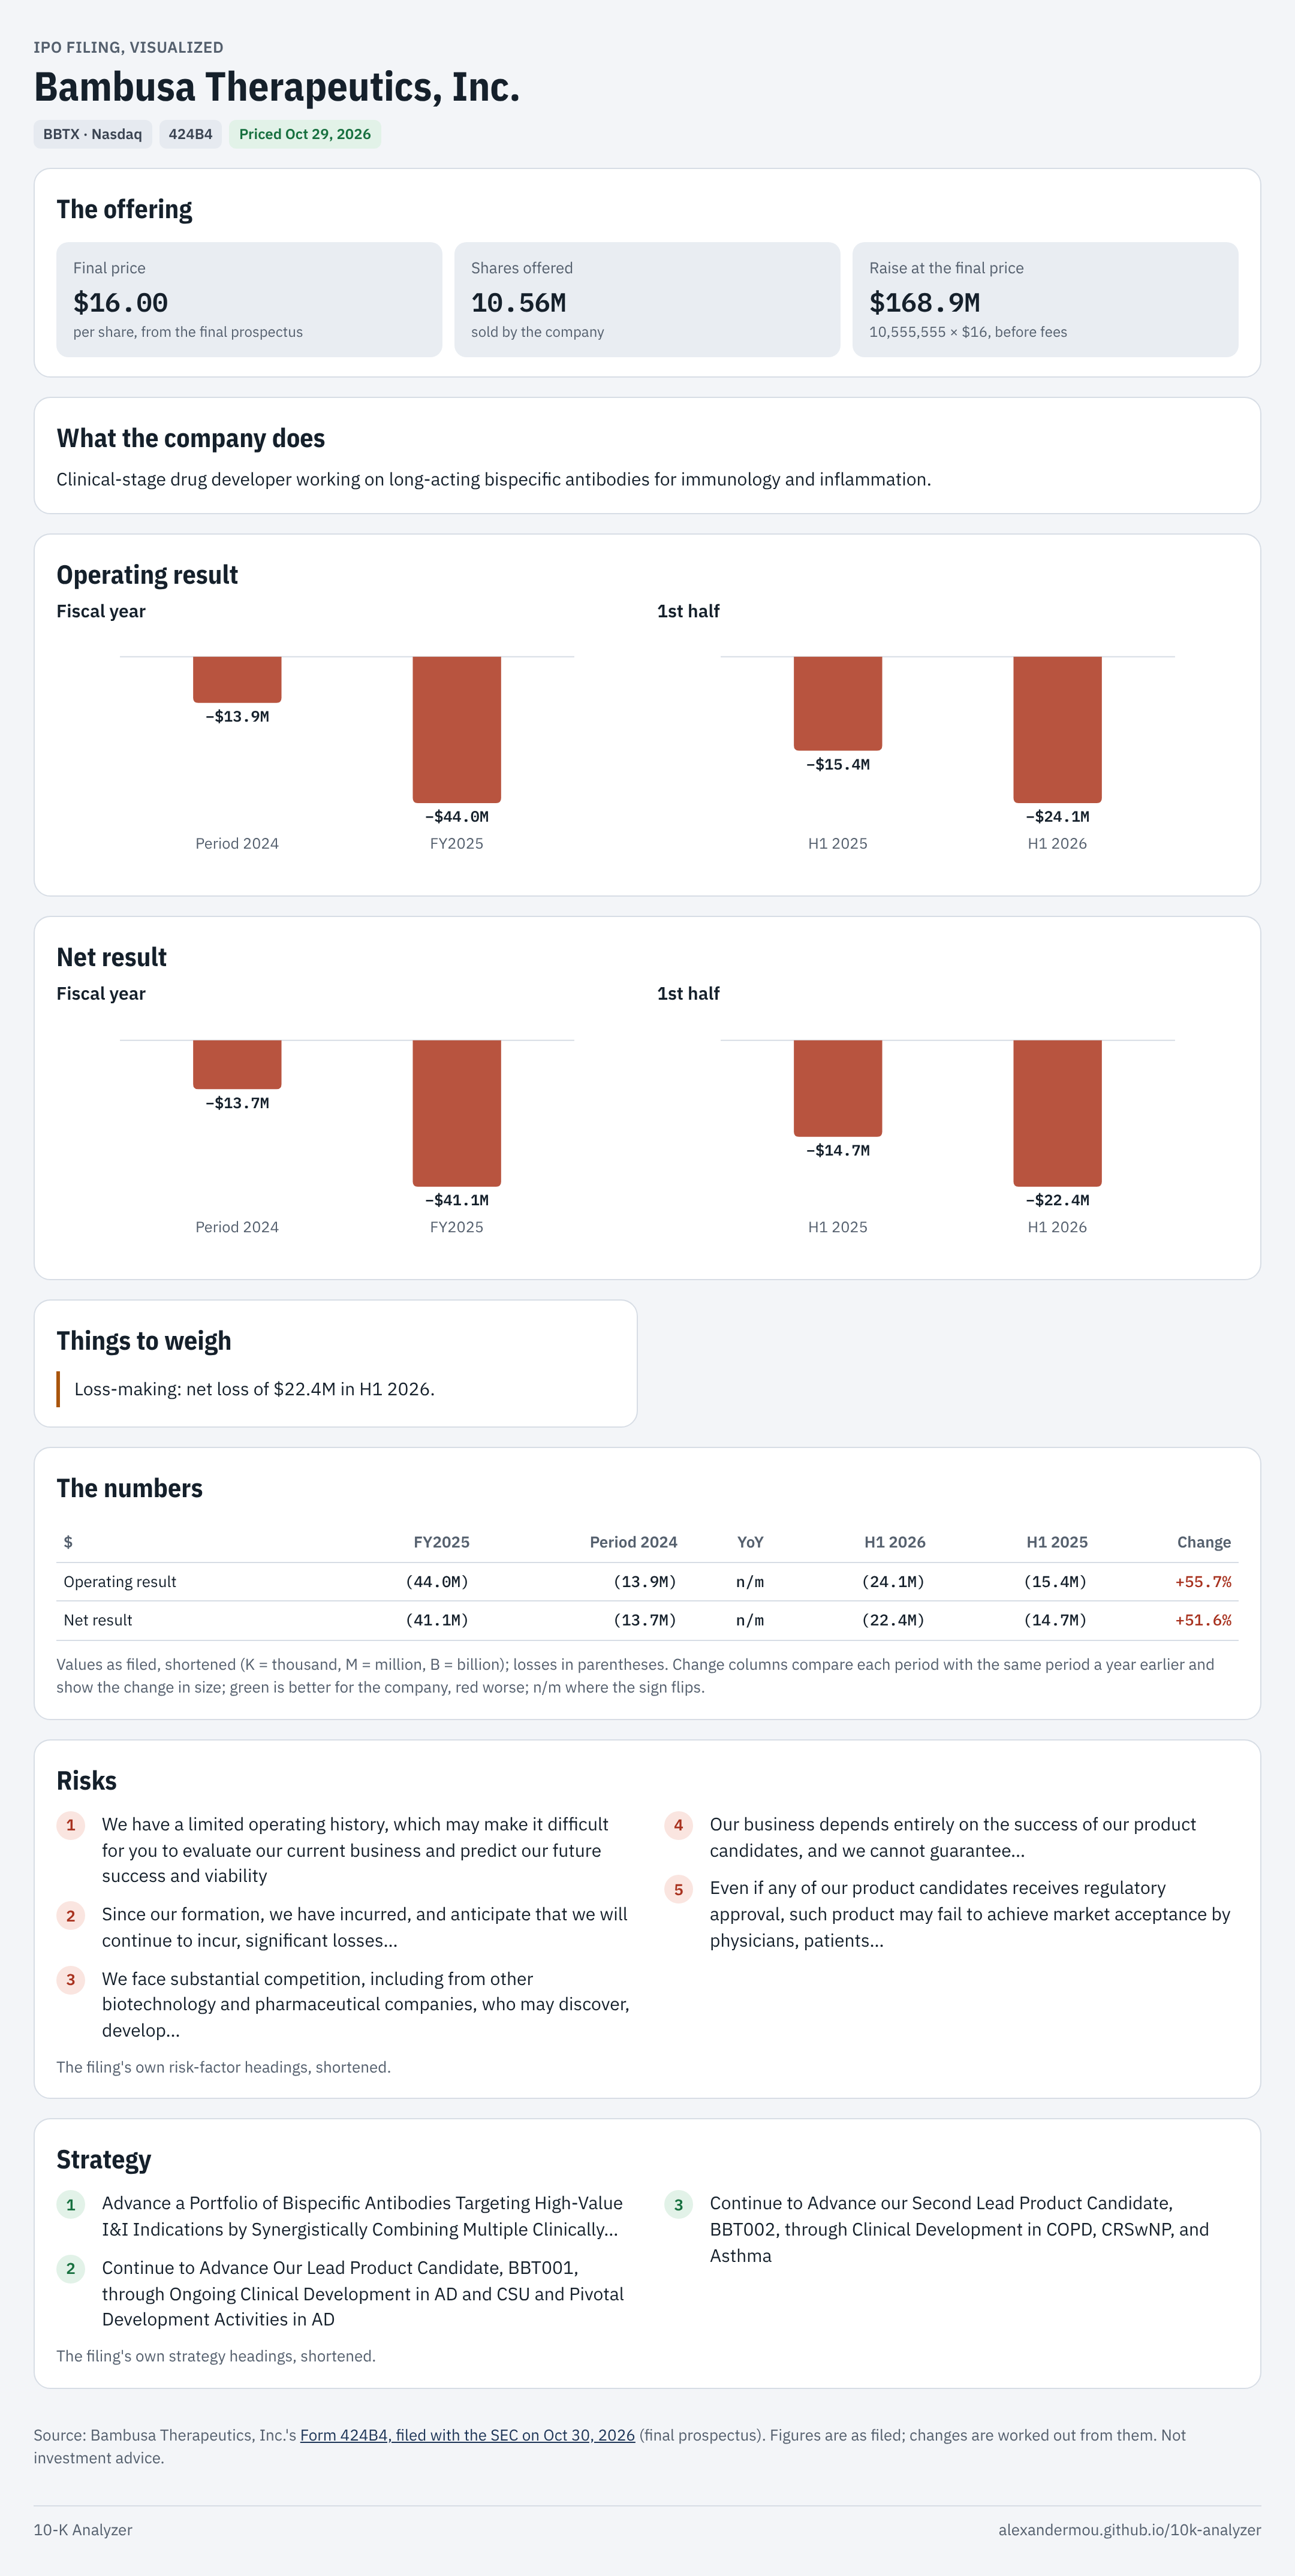 IPO FILING, VISUALIZED
Bambusa Therapeutics, Inc.
BBTX · Nasdaq 424B4 Priced Oct 29, 2026
The offering
Final price
$16.00
per share, from the final prospectus
Shares offered
10.56M
sold by the company
Raise at the final price
$168.9M
10,555,555 × $16, before fees
What the company does
Clinical-stage drug developer working on long-acting bispecific antibodies for immunology and inflammation.
Operating result
Fiscal year
−$13.9M
−$44.0M
Period 2024 FY2025
1st half
−$15.4M
−$24.1M
H1 2025 H1 2026
Net result
Fiscal year
−$13.7M
−$41.1M
Period 2024 FY2025
1st half
−$14.7M
−$22.4M
H1 2025 H1 2026
Things to weigh
Loss-making: net loss of $22.4M in H1 2026.
The numbers
$ FY2025 Period 2024 YoY H1 2026 H1 2025 Change
Operating result (44.0M) (13.9M) n/m (24.1M) (15.4M) +55.7%
Net result (41.1M) (13.7M) n/m (22.4M) (14.7M) +51.6%
Values as filed, shortened (K = thousand, M = million, B = billion); losses in parentheses. Change columns compare each period with the same period a year earlier and
show the change in size; green is better for the company, red worse; n/m where the sign flips.
Risks
1 We have a limited operating history, which may make it difficult
for you to evaluate our current business and predict our future
success and viability
2 Since our formation, we have incurred, and anticipate that we will
continue to incur, significant losses…
3 We face substantial competition, including from other
biotechnology and pharmaceutical companies, who may discover,
develop…
4 Our business depends entirely on the success of our product
candidates, and we cannot guarantee…
5 Even if any of our product candidates receives regulatory
approval, such product may fail to achieve market acceptance by
physicians, patients…
The filing's own risk-factor headings, shortened.
Strategy
1 Advance a Portfolio of Bispecific Antibodies Targeting High-Value
I&I Indications by Synergistically Combining Multiple Clinically…
2 Continue to Advance Our Lead Product Candidate, BBT001,
through Ongoing Clinical Development in AD and CSU and Pivotal
Development Activities in AD
3 Continue to Advance our Second Lead Product Candidate,
BBT002, through Clinical Development in COPD, CRSwNP, and
Asthma
The filing's own strategy headings, shortened.
Source: Bambusa Therapeutics, Inc.'s Form 424B4, filed with the SEC on Oct 30, 2026 (final prospectus). Figures are as filed; changes are worked out from them. Not
investment advice.
10-K Analyzer
alexandermou.github.io/10k-analyzer